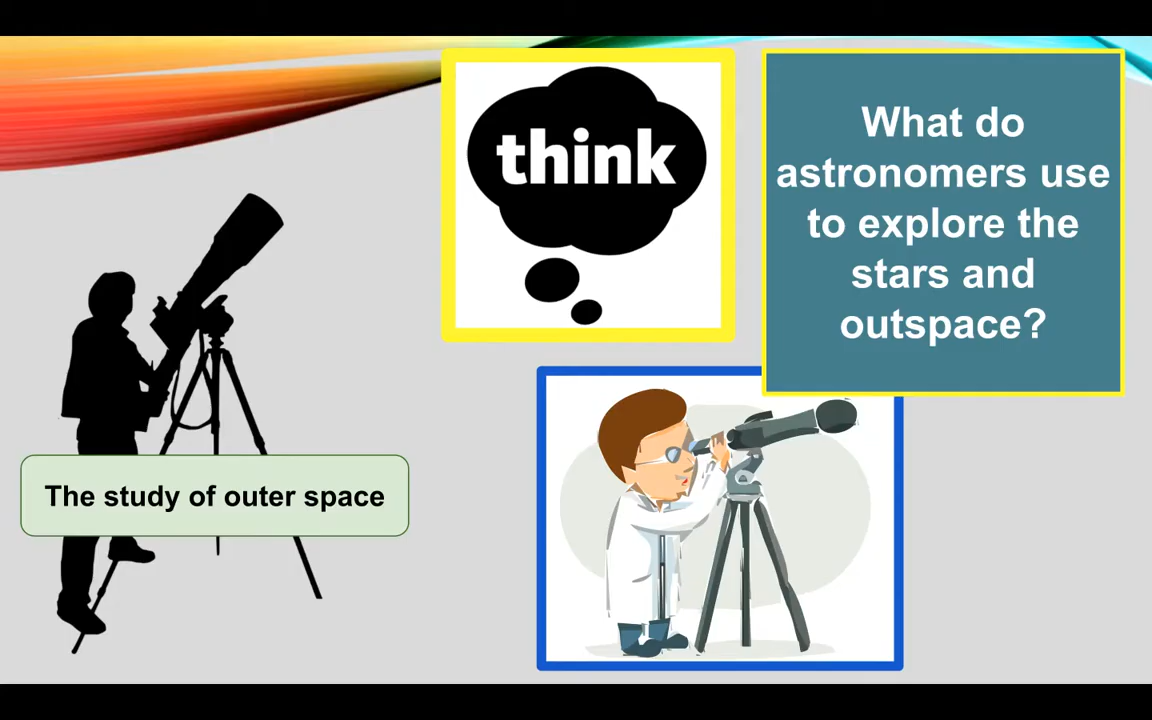 think
What do
astronomers use
to explore the
stars and
outspace?
The study of outer space